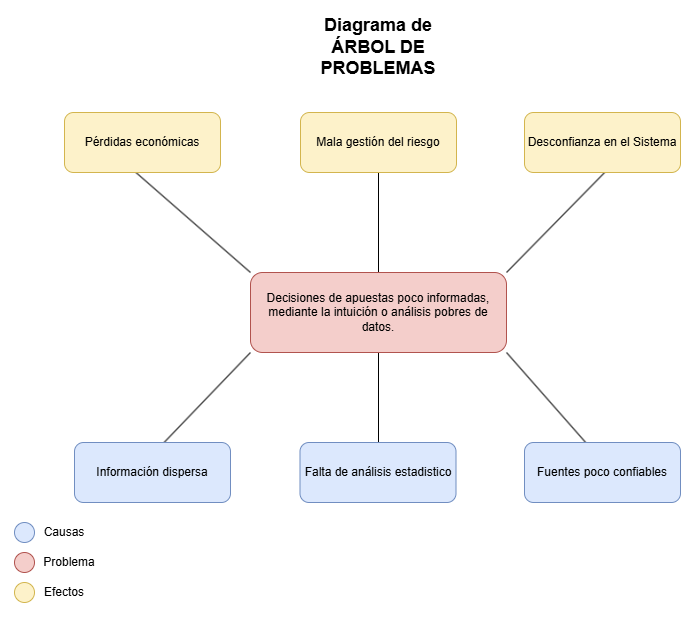 Diagrama de
ÁRBOL DE
PROBLEMAS
Pérdidas económicas
Mala gestión del riesgo
Desconfianza en el Sistema
Decisiones de apuestas poco informadas,
mediante la intuición o análisis pobres de
datos.
Información dispersa
Falta de análisis estadistico
Fuentes poco confiables
Causas
Problema
Efectos